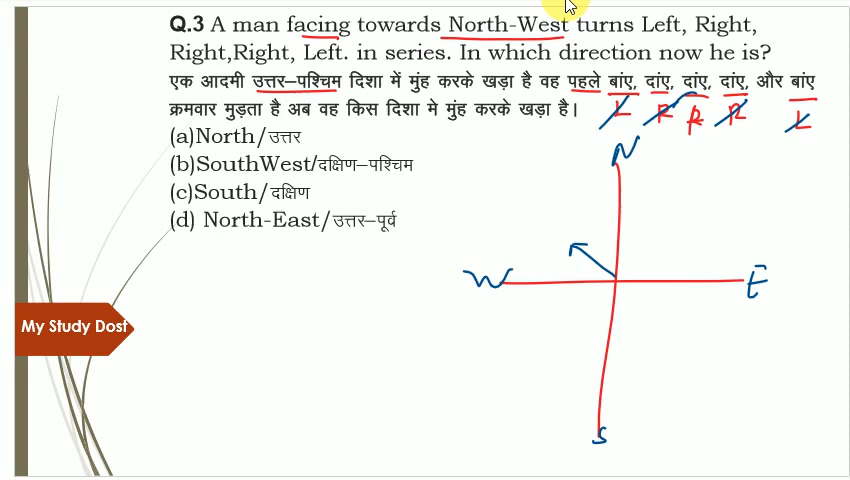 Q.3 A man facing towards North-West turns Left, Right,
Right,Right, Left. in series. In which direction now he is?
एक आदमी उत्तर–पश्चिम दिशा में मुंह करके खड़ा है वह पहले बांए, दांए, दांए, दांए, और बांए
क्रमवार मुड़ता है अब वह किस दिशा मे मुंह करके खड़ा है।
L R R R L
(a)North/उत्तर
(b)SouthWest/दक्षिण–पश्चिम
(c)South/दक्षिण
(d) North-East/उत्तर–पूर्व
N
W E
My Study Dost
S